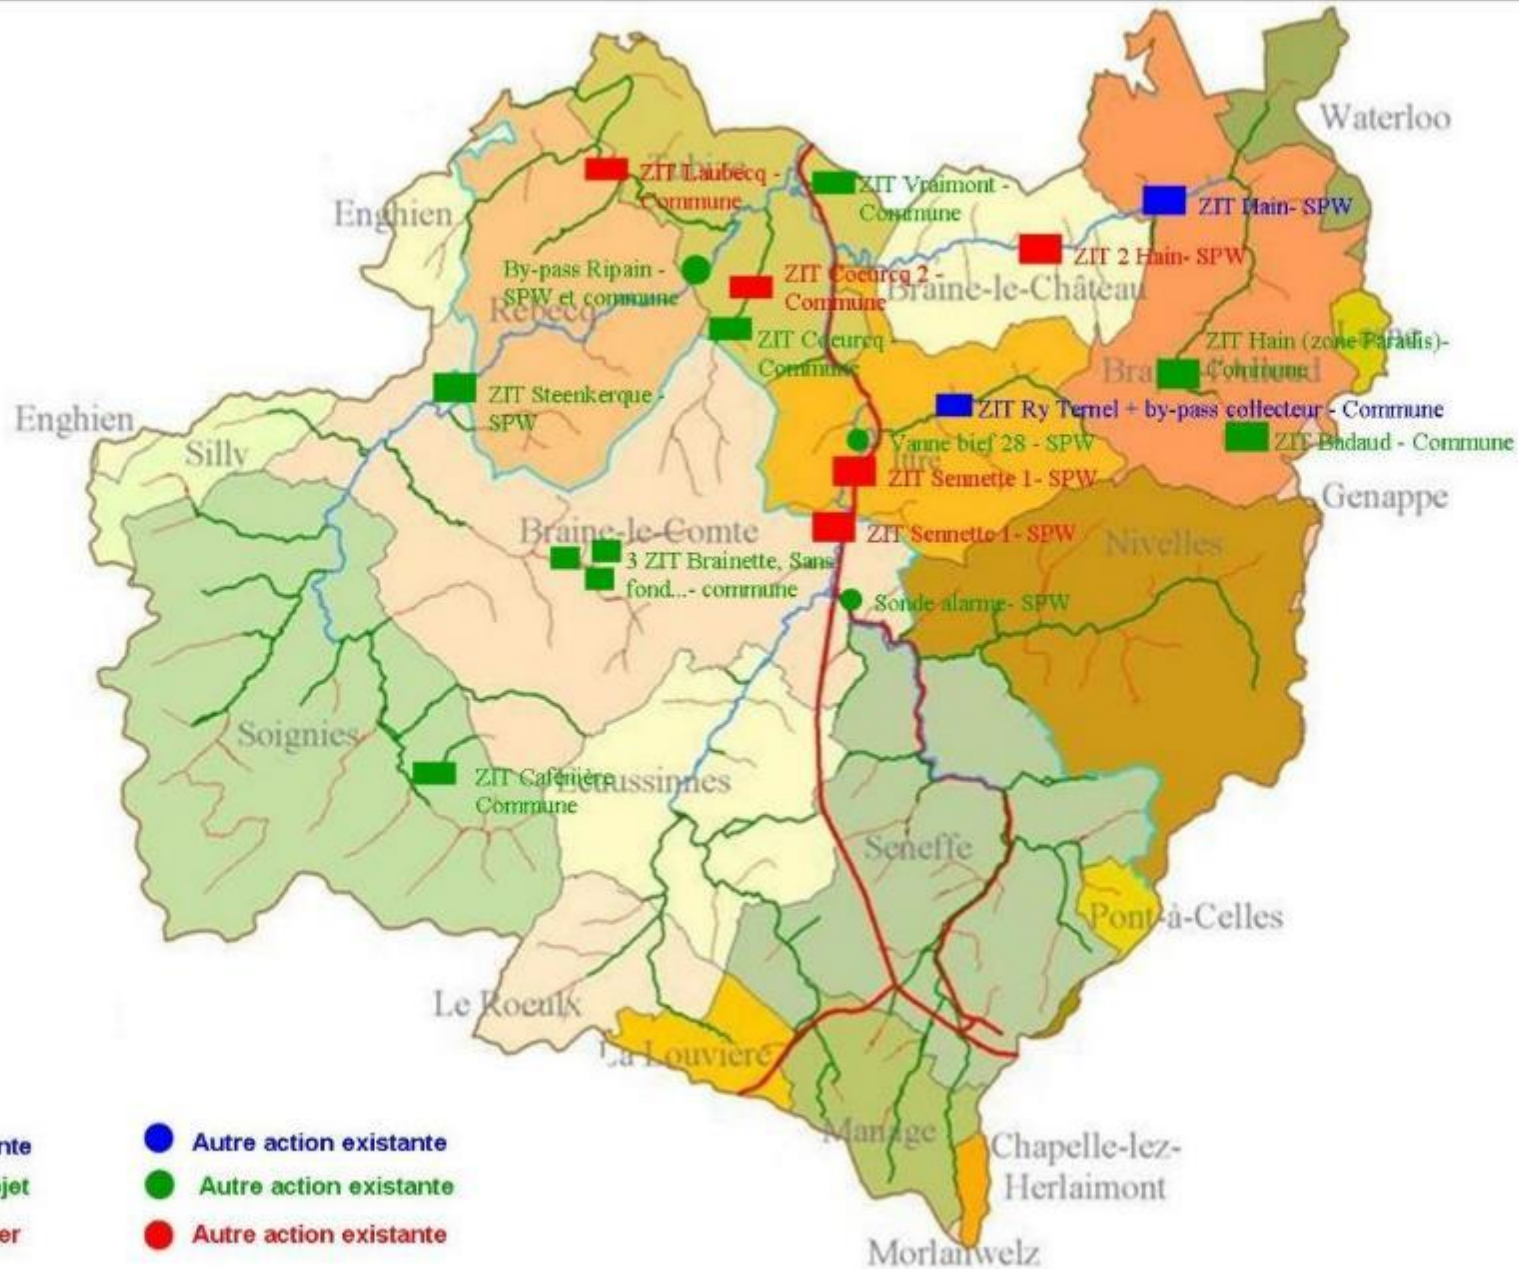 Waterloo
ZIT Laubecq -
Commune
ZIT Vraimont -
Commune
ZIT Hain- SPW
Enghien
ZIT 2 Hain- SPW
By-pass Ripain -
SPW et commune
ZIT Coeurcq 2 -
Commune
Braine-le-Château
Rebecq
ZIT Coeurcq -
Commune
ZIT Hain (zone Paradis)-
Commune
ZIT Steenkerque -
SPW
ZIT Ry Ternel + by-pass collecteur - Commune
Enghien
Silly
Vanne bief 28 - SPW
ZIT Badaud - Commune
ZIT Sennette 1- SPW
Genappe
Braine-le-Comte
ZIT Sennette 1- SPW
Nivelles
3 ZIT Brainette, Sans
fond...- commune
Sonde alarme- SPW
Soignies
ZIT Cafénière
Commune
Ecaussinnes
Seneffe
Pont-à-Celles
Le Roeulx
La Louvière
Manage
Chapelle-lez-
Herlaimont
Morlanwelz
nte
Autre action existante
jet
Autre action existante
er
Autre action existante